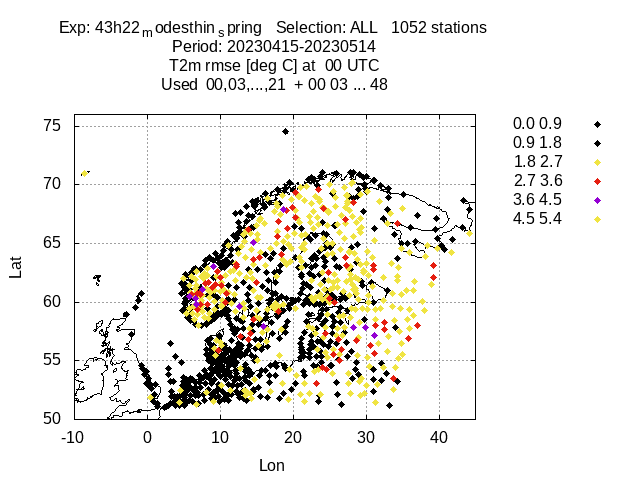 Exp: 43h22modesthinspring Selection: ALL 1052 stations
Period: 20230415-20230514
T2m rmse [deg C] at 00 UTC
Used 00,03,...,21 + 00 03 ... 48
0.0 0.9
0.9 1.8
1.8 2.7
2.7 3.6
3.6 4.5
4.5 5.4
75
70
65
60
55
50
Lat
-10 0 10 20 30 40
Lon